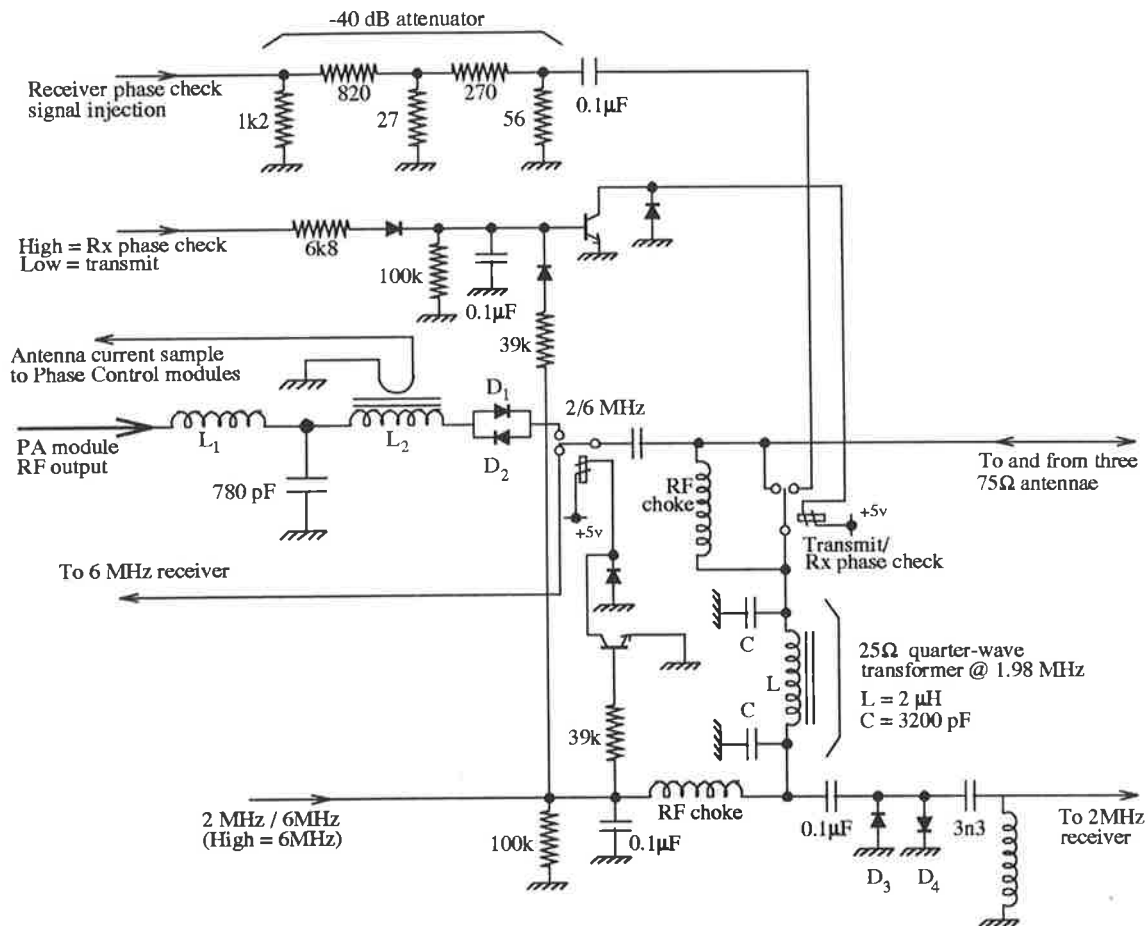 -40 dB attenuator
Receiver phase check
signal injection
820
270
0.1µF
1k2
27
56
High = Rx phase check
Low = transmit
6k8
100k
0.1µF
39k
Antenna current sample
to Phase Control modules
D1
2/6 MHz
PA module
RF output
L1
L2
D2
780 pF
RF
choke
To and from three
75Ω antennae
+5v
+5v
Transmit/
Rx phase check
To 6 MHz receiver
C
25Ω quarter-wave
transformer @ 1.98 MHz
L = 2 µH
C = 3200 pF
L
C
39k
2 MHz / 6MHz
(High = 6MHz)
RF choke
100k
0.1µF
0.1µF
3n3
To 2MHz
receiver
D3
D4